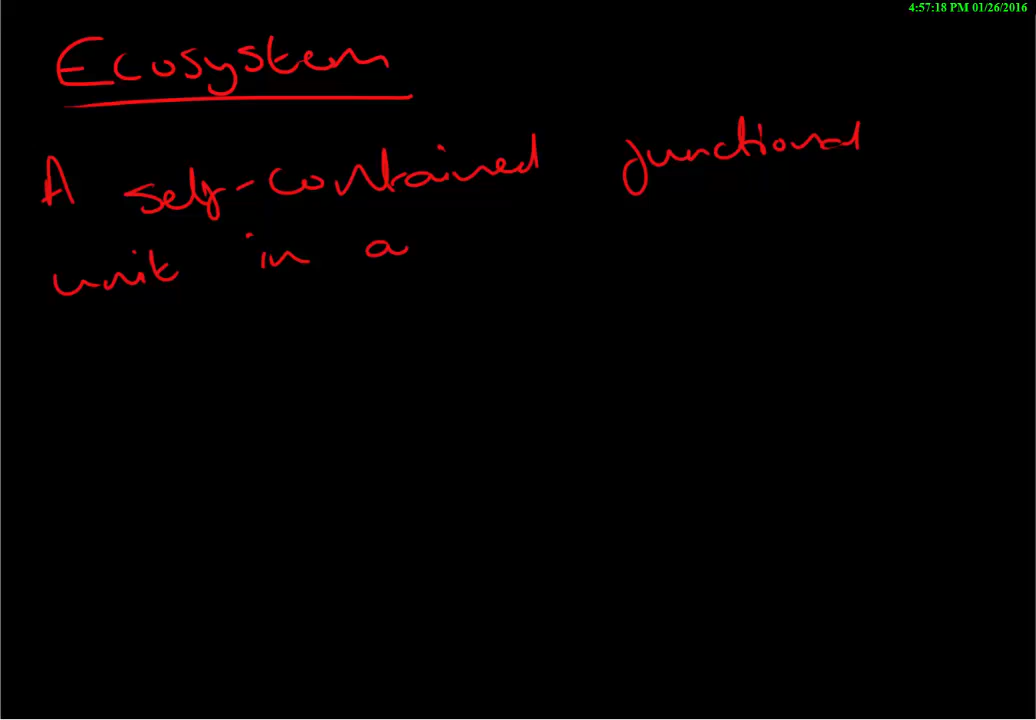 4:57:18 PM 01/26/2016
Ecosystem
A self-contained functional
unit in a